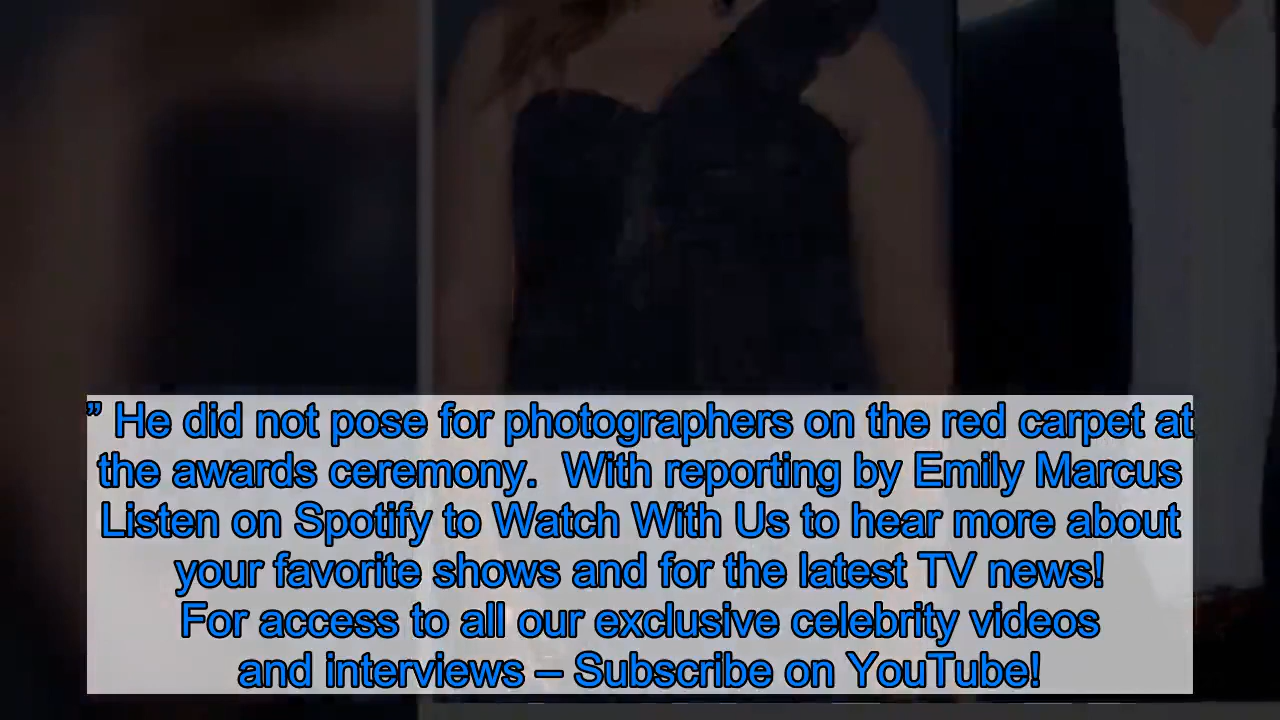 ” He did not pose for photographers on the red carpet at
the awards ceremony.  With reporting by Emily Marcus
Listen on Spotify to Watch With Us to hear more about
your favorite shows and for the latest TV news!
For access to all our exclusive celebrity videos
and interviews – Subscribe on YouTube!